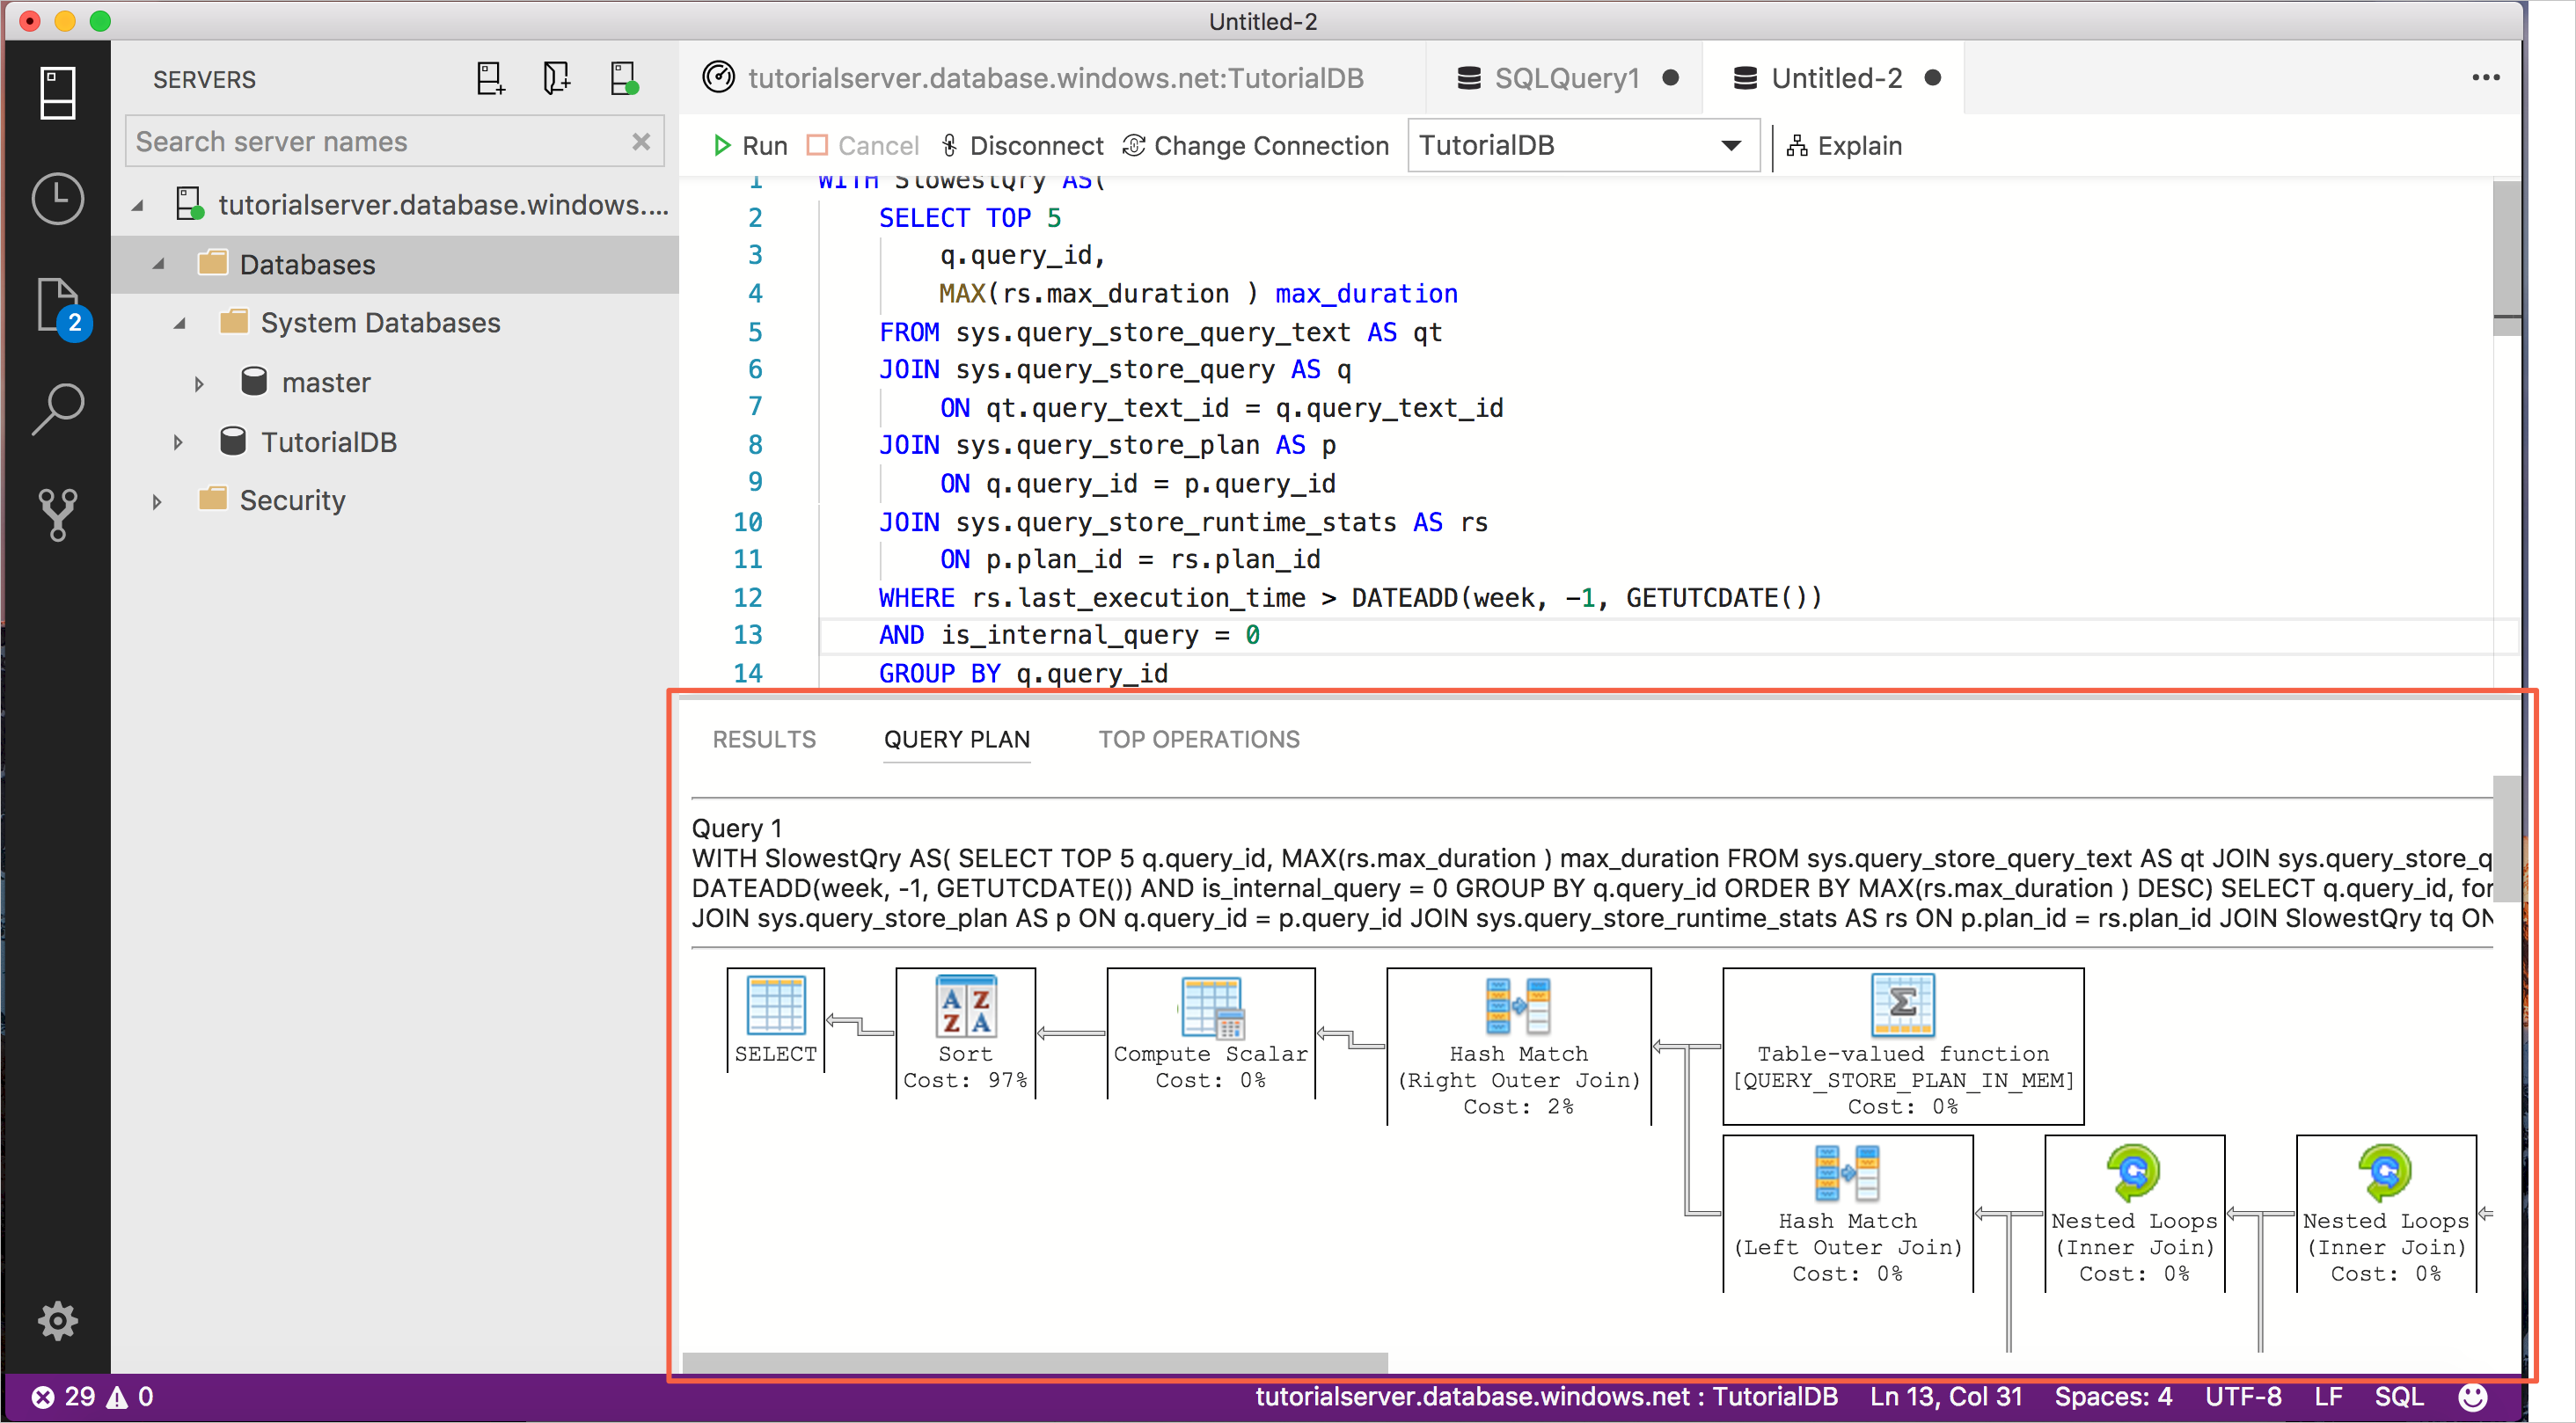 Untitled-2
SERVERS
Search server names
tutorialserver.database.windows....
Databases
System Databases
master
TutorialDB
Security
2
tutorialserver.database.windows.net:TutorialDB
SQLQuery1
Untitled-2
Run Cancel Disconnect Change Connection TutorialDB Explain
1 WITH SlowestQry AS(
2 SELECT TOP 5
3 q.query_id,
4 MAX(rs.max_duration ) max_duration
5 FROM sys.query_store_query_text AS qt
6 JOIN sys.query_store_query AS q
7 ON qt.query_text_id = q.query_text_id
8 JOIN sys.query_store_plan AS p
9 ON q.query_id = p.query_id
10 JOIN sys.query_store_runtime_stats AS rs
11 ON p.plan_id = rs.plan_id
12 WHERE rs.last_execution_time > DATEADD(week, -1, GETUTCDATE())
13 AND is_internal_query = 0
14 GROUP BY q.query_id
RESULTS QUERY PLAN TOP OPERATIONS
Query 1
WITH SlowestQry AS( SELECT TOP 5 q.query_id, MAX(rs.max_duration ) max_duration FROM sys.query_store_query_text AS qt JOIN sys.query_store_q
DATEADD(week, -1, GETUTCDATE()) AND is_internal_query = 0 GROUP BY q.query_id ORDER BY MAX(rs.max_duration ) DESC) SELECT q.query_id, for
JOIN sys.query_store_plan AS p ON q.query_id = p.query_id JOIN sys.query_store_runtime_stats AS rs ON p.plan_id = rs.plan_id JOIN SlowestQry tq ON
SELECT
Sort
Cost: 97%
Compute Scalar
Cost: 0%
Hash Match
(Right Outer Join)
Cost: 2%
Table-valued function
[QUERY_STORE_PLAN_IN_MEM]
Cost: 0%
Hash Match
(Left Outer Join)
Cost: 0%
Nested Loops
(Inner Join)
Cost: 0%
Nested Loops
(Inner Join)
Cost: 0%
29 0
tutorialserver.database.windows.net : TutorialDB Ln 13, Col 31 Spaces: 4 UTF-8 LF SQL